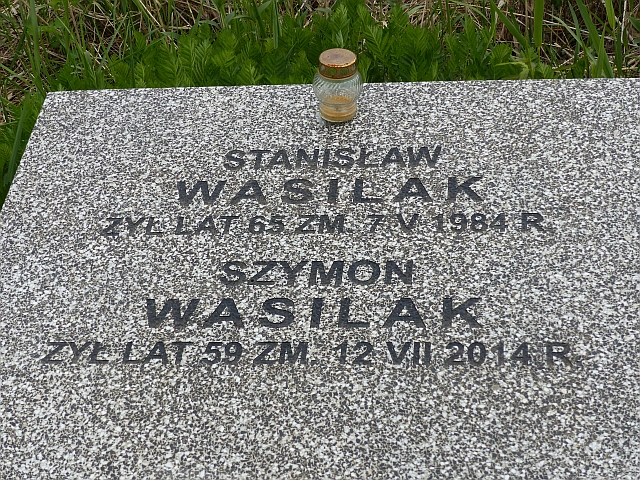 STANISŁAW
WASILAK
ŻYŁ LAT 65 ZM. 7 V 1984 R.
SZYMON
WASILAK
ŻYŁ LAT 59 ZM. 12 VII 2014 R.